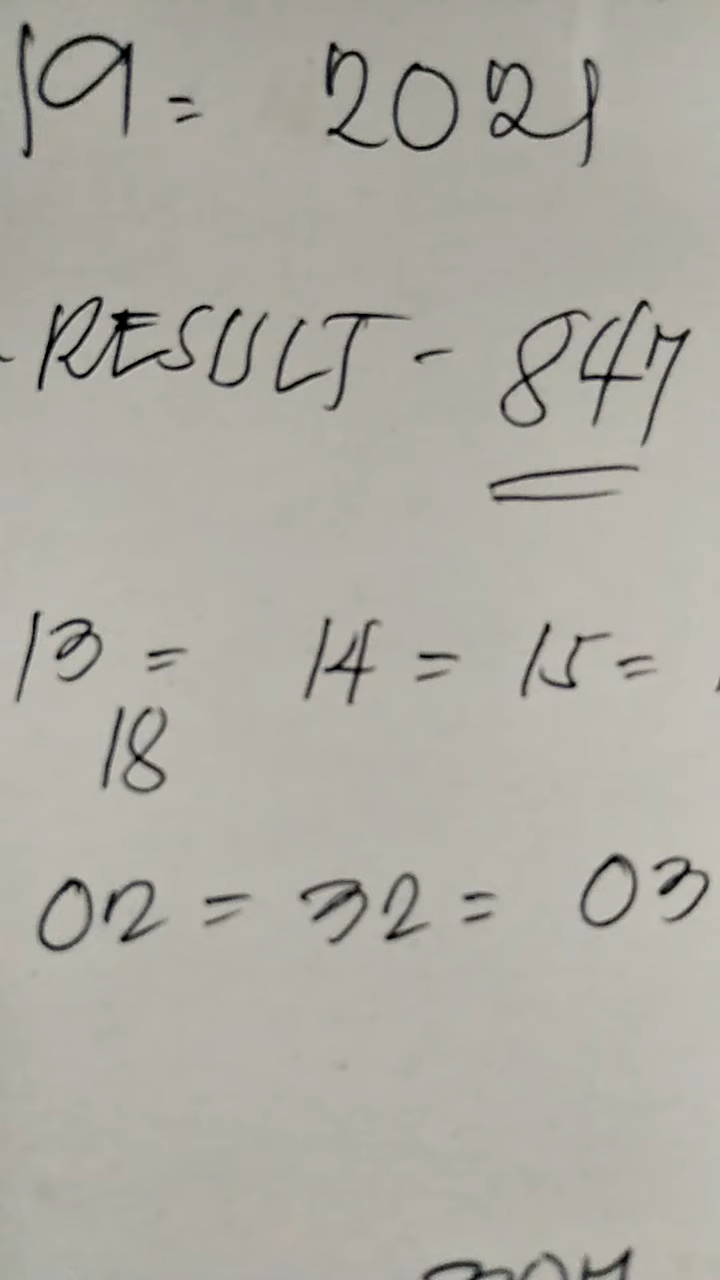 19 = 2021
- RESULT - 847
13 = 14 = 15 =
18
02 = 32 = 03